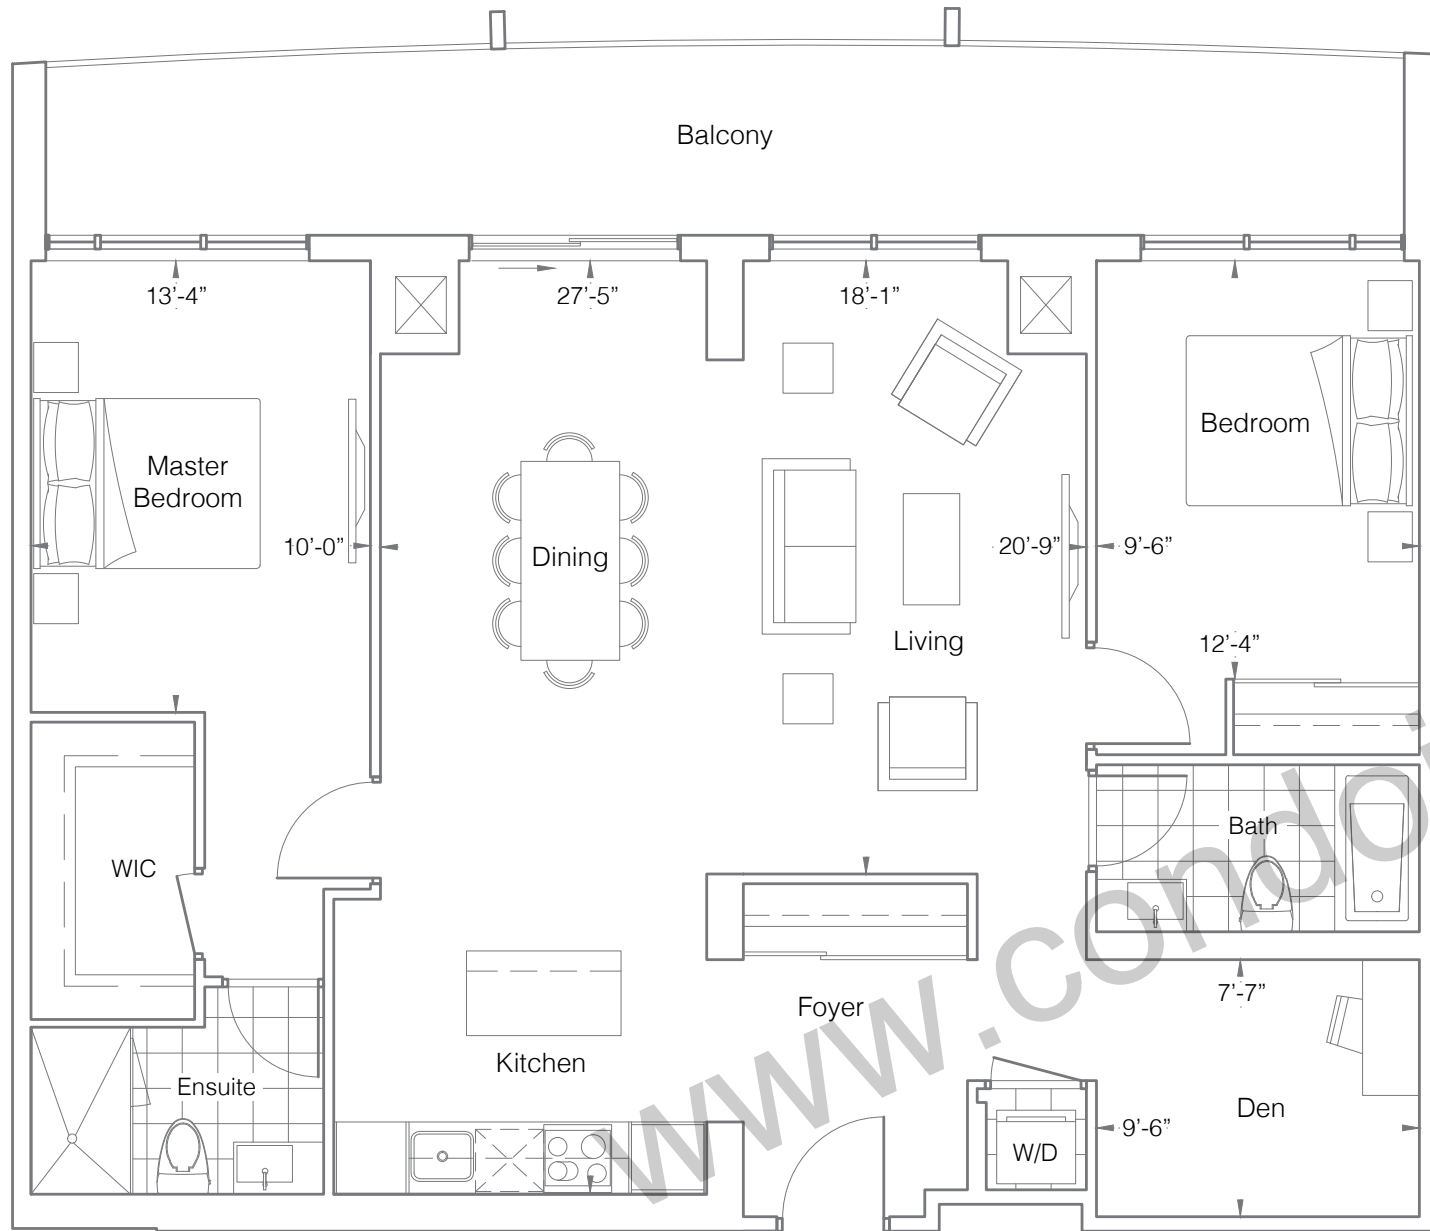 Balcony
13'-4”
27'-5”
18'-1”
Master
Bedroom
Bedroom
10'-0”
Dining
20'-9”
9'-6”
Living
12'-4”
WIC
Bath
Foyer
7'-7”
Kitchen
Ensuite
Den
9'-6”
W/D
www.condoi